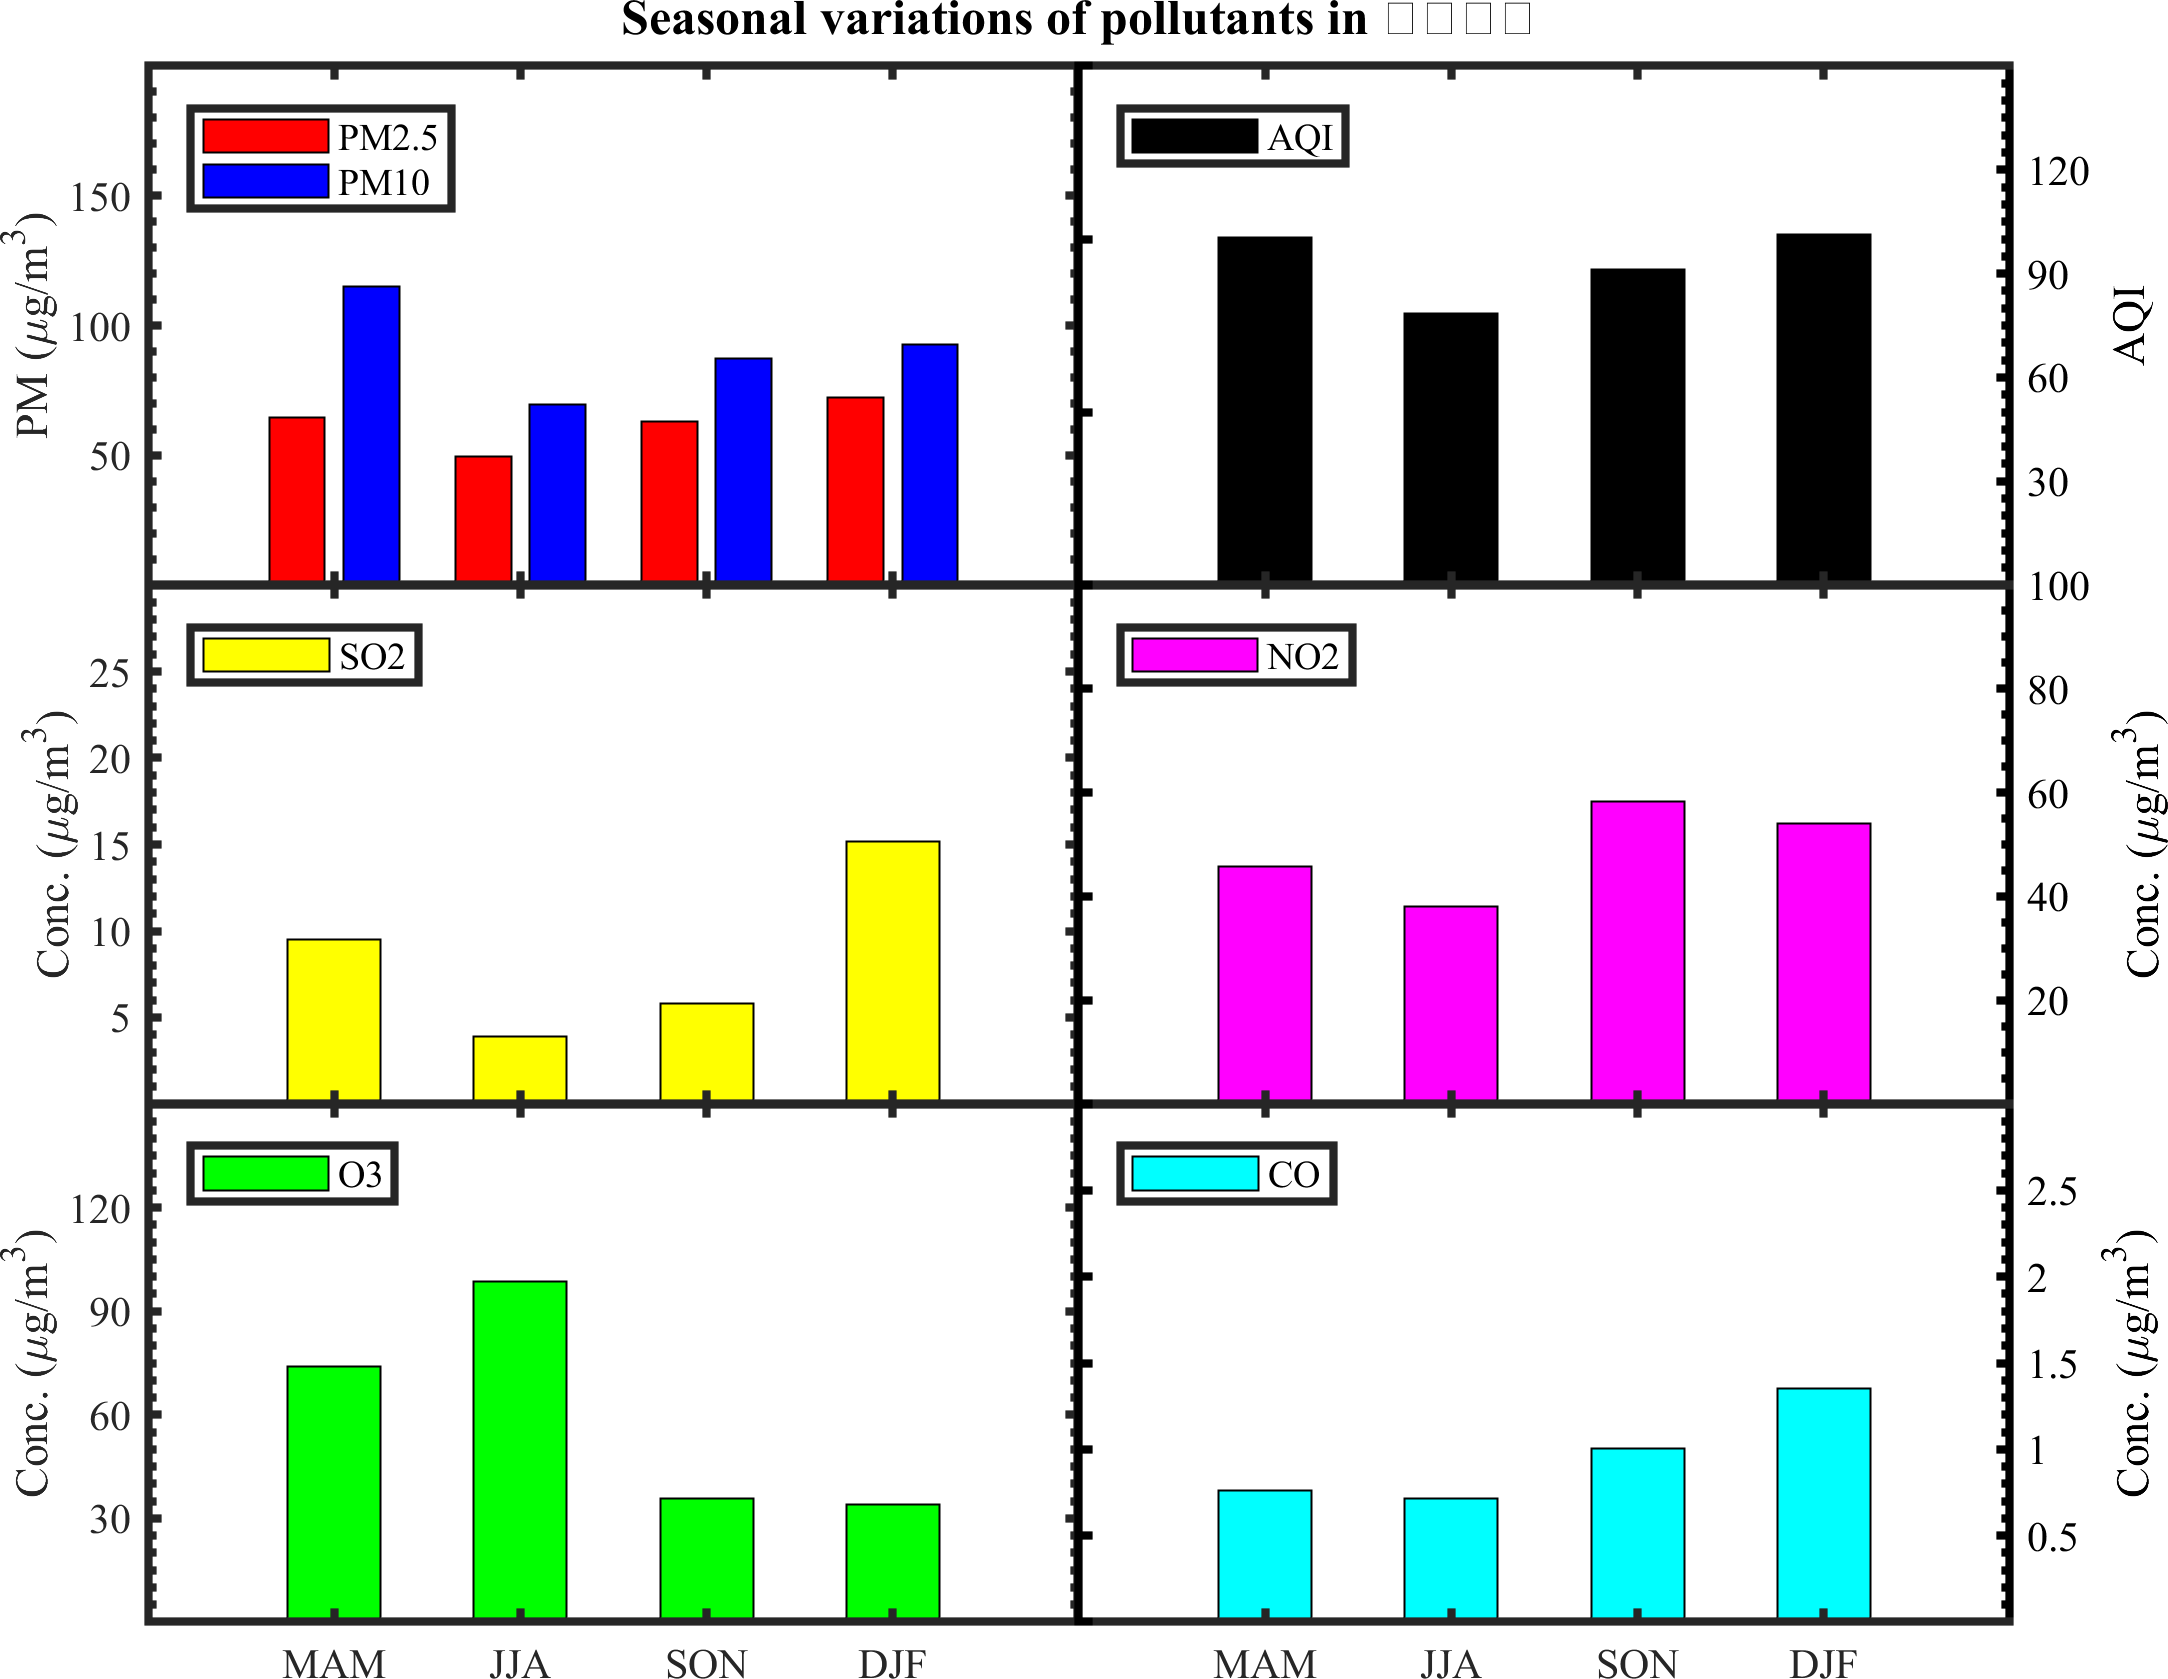 Seasonal variations of pollutants in □□□□
PM2.5
PM10
150
100
50
PM (μg/m3)
AQI
120
90
60
30
AQI
SO2
25
20
15
10
5
Conc. (μg/m3)
NO2
100
80
60
40
20
Conc. (μg/m3)
O3
120
90
60
30
Conc. (μg/m3)
MAM JJA SON DJF
CO
2.5
2
1.5
1
0.5
Conc. (μg/m3)
MAM JJA SON DJF